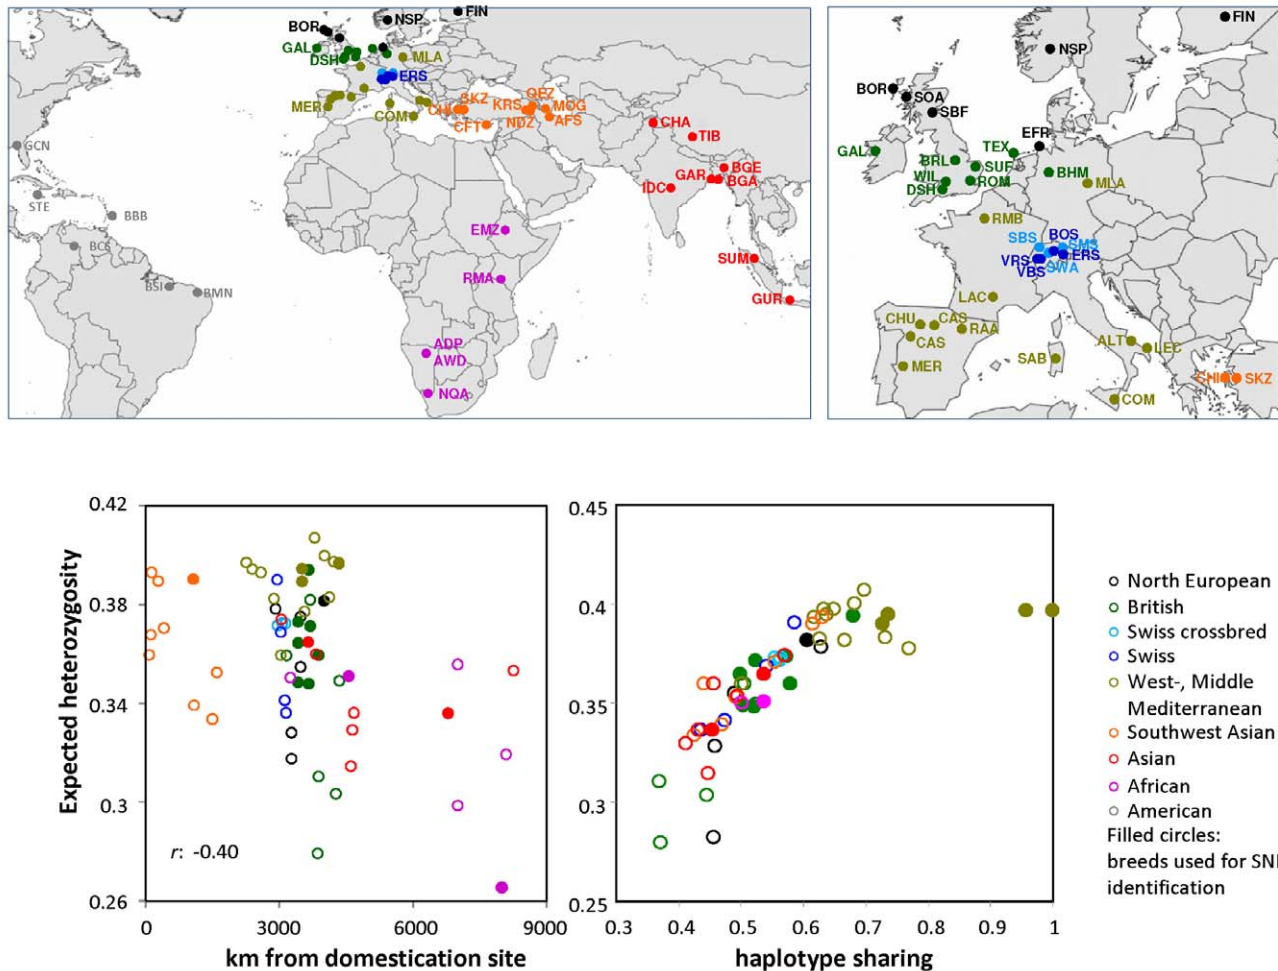 BOR
NSP
FIN
GAL
DSH
MLA
ERS
MER
COM
SKZ
CHI
CFT
KRS
QEZ
MOG
NDZ
AFS
CHA
TIB
GAR
BGE
BGA
IDC
GCN
STE
BBB
BCS
BSI
BMN
EMZ
RMA
SUM
GUR
ADP
AWD
NQA
FIN
NSP
BOR
SOA
SBF
EFR
GAL
TEX
BRL
SUF
WIL
ROM
DSH
BHM
MLA
RMB
SBS
BOS
SMS
VRS
ERS
VBS
SWA
LAC
CHU
CAS
RAA
CAS
MER
SAB
ALT
LEC
CHI
SKZ
COM
Expected heterozygosity
0.42
0.38
0.34
0.3
0.26
r: -0.40
0
3000
6000
9000
km from domestication site
0.45
0.4
0.35
0.3
0.25
0.3
0.4
0.5
0.6
0.7
0.8
0.9
1
haplotype sharing
North European
British
Swiss crossbred
Swiss
West-, Middle
Mediterranean
Southwest Asian
Asian
African
American
Filled circles:
breeds used for SN
identification